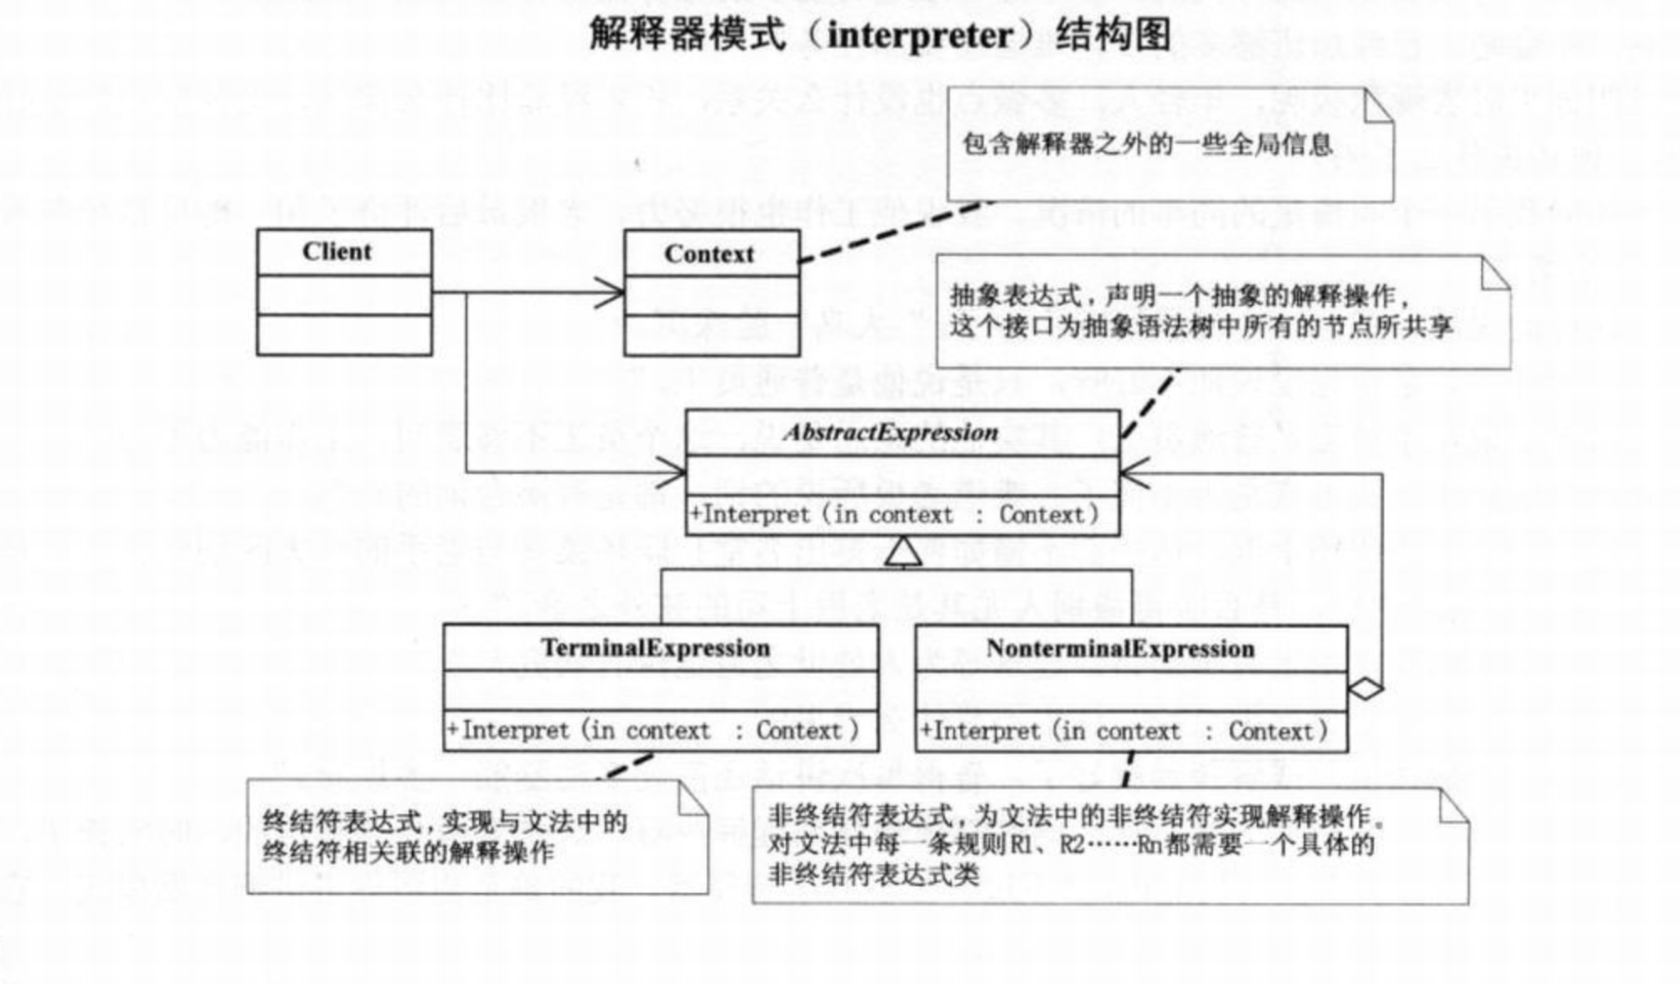 解释器模式（interpreter）结构图
包含解释器之外的一些全局信息
Client
Context
抽象表达式，声明一个抽象的解释操作，
这个接口为抽象语法树中所有的节点所共享
AbstractExpression
+Interpret(in context : Context)
TerminalExpression
+Interpret(in context : Context)
NonterminalExpression
+Interpret(in context : Context)
终结符表达式，实现与文法中的
终结符相关联的解释操作
非终结符表达式，为文法中的非终结符实现解释操作。
对文法中每一条规则R1、R2……Rn都需要一个具体的
非终结符表达式类